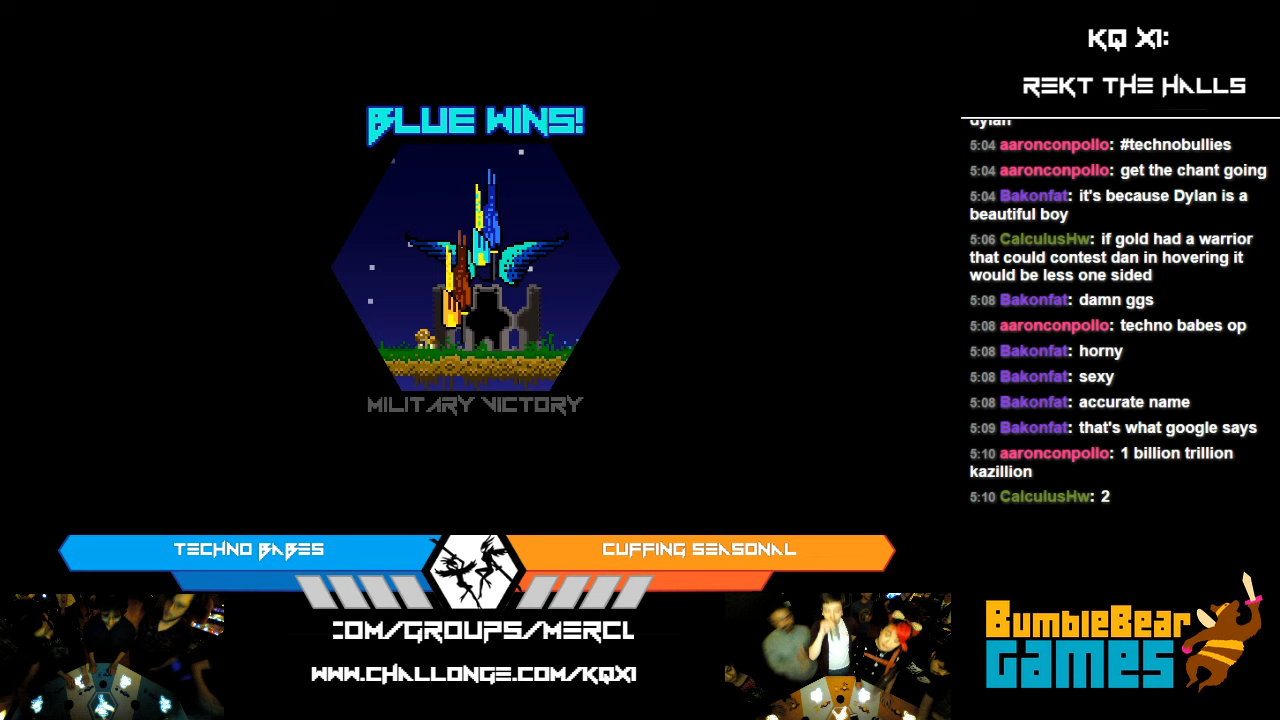 BLUE WINS!
MILITARY VICTORY
KQ XI:
REKT THE HALLS
dylan
5:04 aaronconpollo: #technobullies
5:04 aaronconpollo: get the chant going
5:04 Bakonfat: it's because Dylan is a
beautiful boy
5:06 CalculusHw: if gold had a warrior
that could contest dan in hovering it
would be less one sided
5:08 Bakonfat: damn ggs
5:08 aaronconpollo: techno babes op
5:08 Bakonfat: horny
5:08 Bakonfat: sexy
5:08 Bakonfat: accurate name
5:09 Bakonfat: that's what google says
5:10 aaronconpollo: 1 billion trillion
kazillion
5:10 CalculusHw: 2
TECHNO BABES
CUFFING SEASONAL
:OM/GROUPS/MERCL
WWW.CHALLONGE.COM/KQXI
BUMBLEBEAR
GAMES